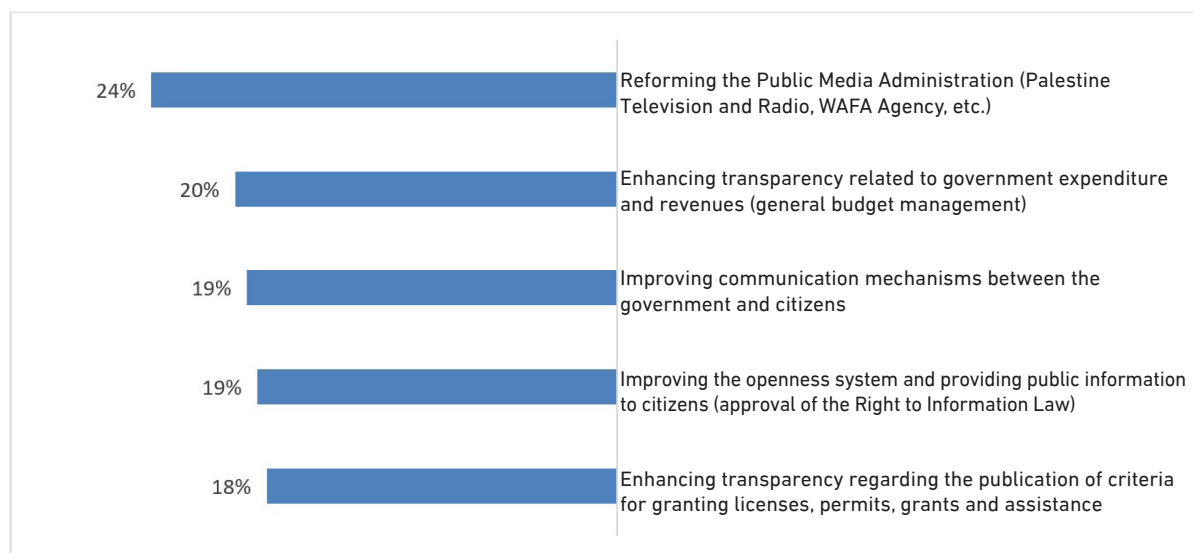 24%
Reforming the Public Media Administration (Palestine
Television and Radio, WAFA Agency, etc.)
20%
Enhancing transparency related to government expenditure
and revenues (general budget management)
19%
Improving communication mechanisms between the
government and citizens
19%
Improving the openness system and providing public information
to citizens (approval of the Right to Information Law)
18%
Enhancing transparency regarding the publication of criteria
for granting licenses, permits, grants and assistance